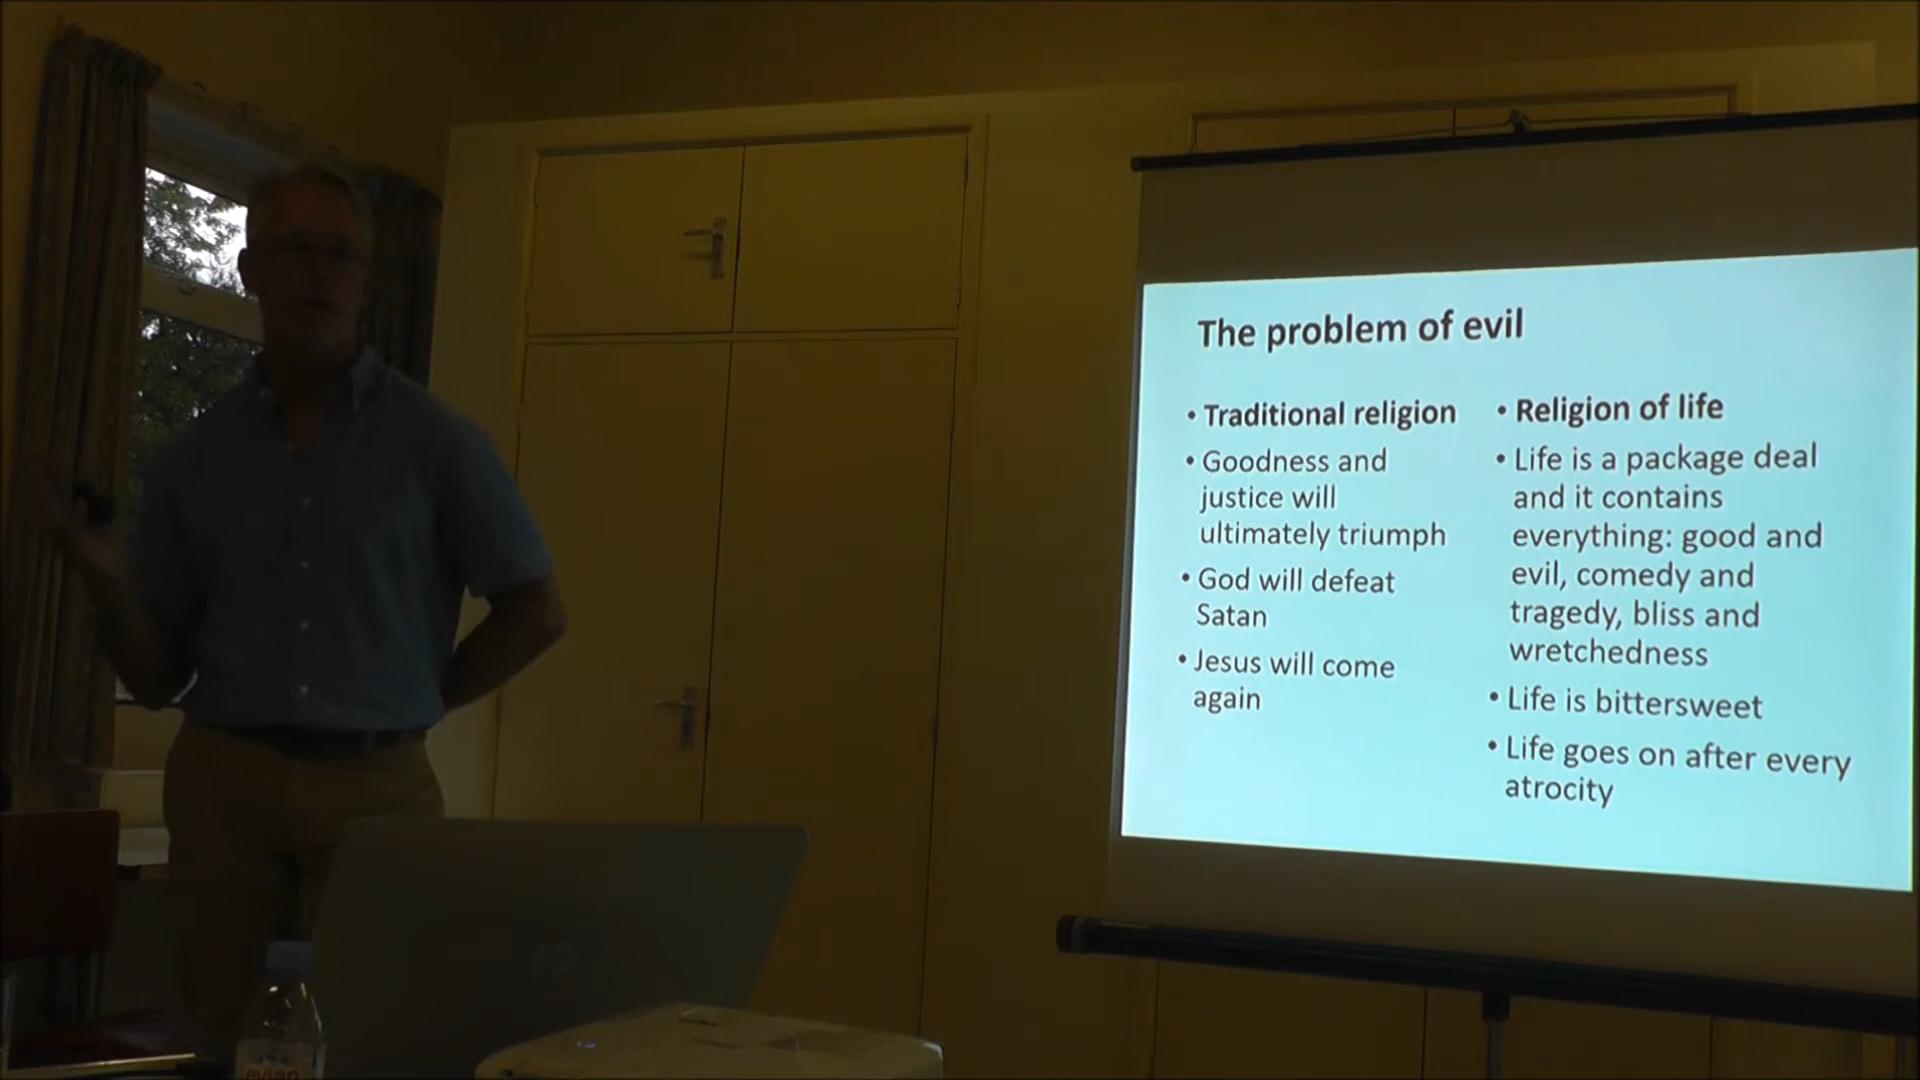 The problem of evil
• Traditional religion
• Goodness and
justice will
ultimately triumph
• God will defeat
Satan
• Jesus will come
again
• Religion of life
• Life is a package deal
and it contains
everything: good and
evil, comedy and
tragedy, bliss and
wretchedness
• Life is bittersweet
• Life goes on after every
atrocity
hp
evian